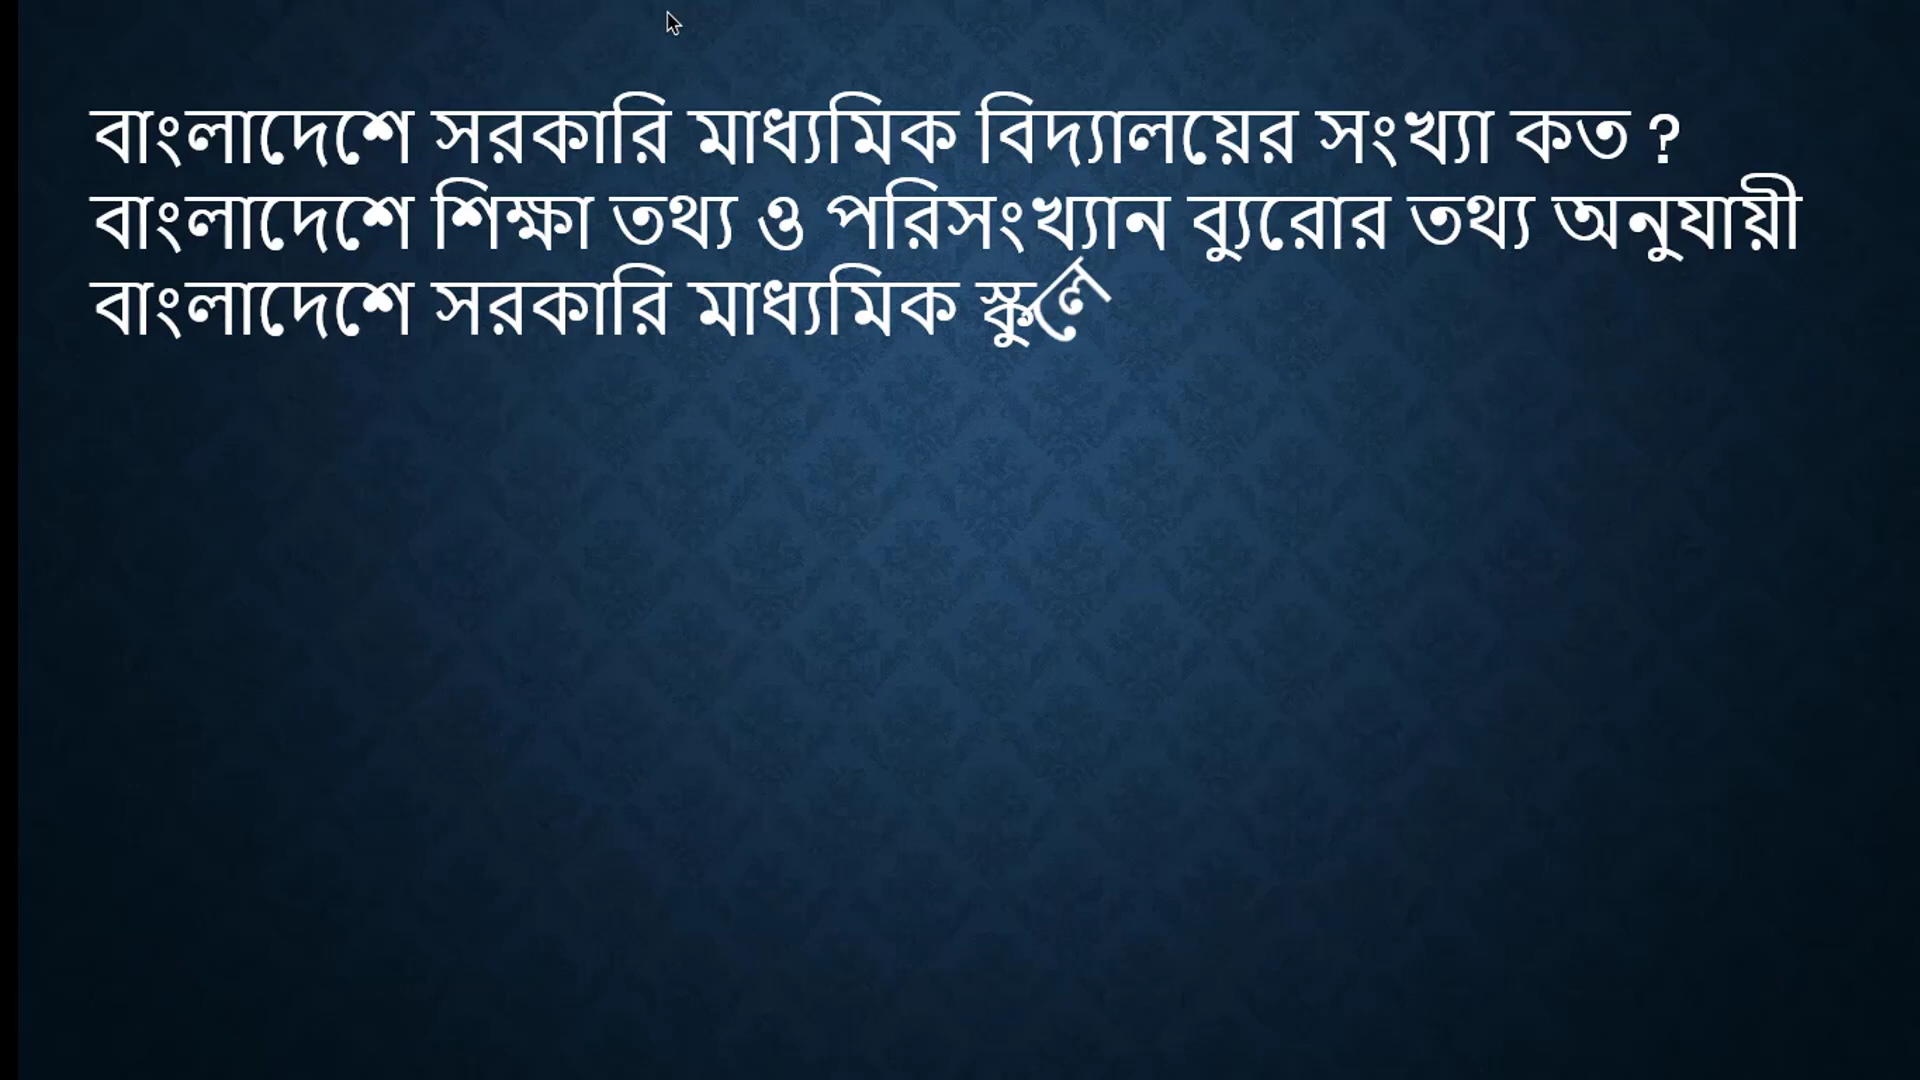 বাংলাদেশে সরকারি মাধ্যমিক বিদ্যালয়ের সংখ্যা কত ?
বাংলাদেশে শিক্ষা তথ্য ও পরিসংখ্যান ব্যুরোর তথ্য অনুযায়ী
বাংলাদেশে সরকারি মাধ্যমিক স্কুলে